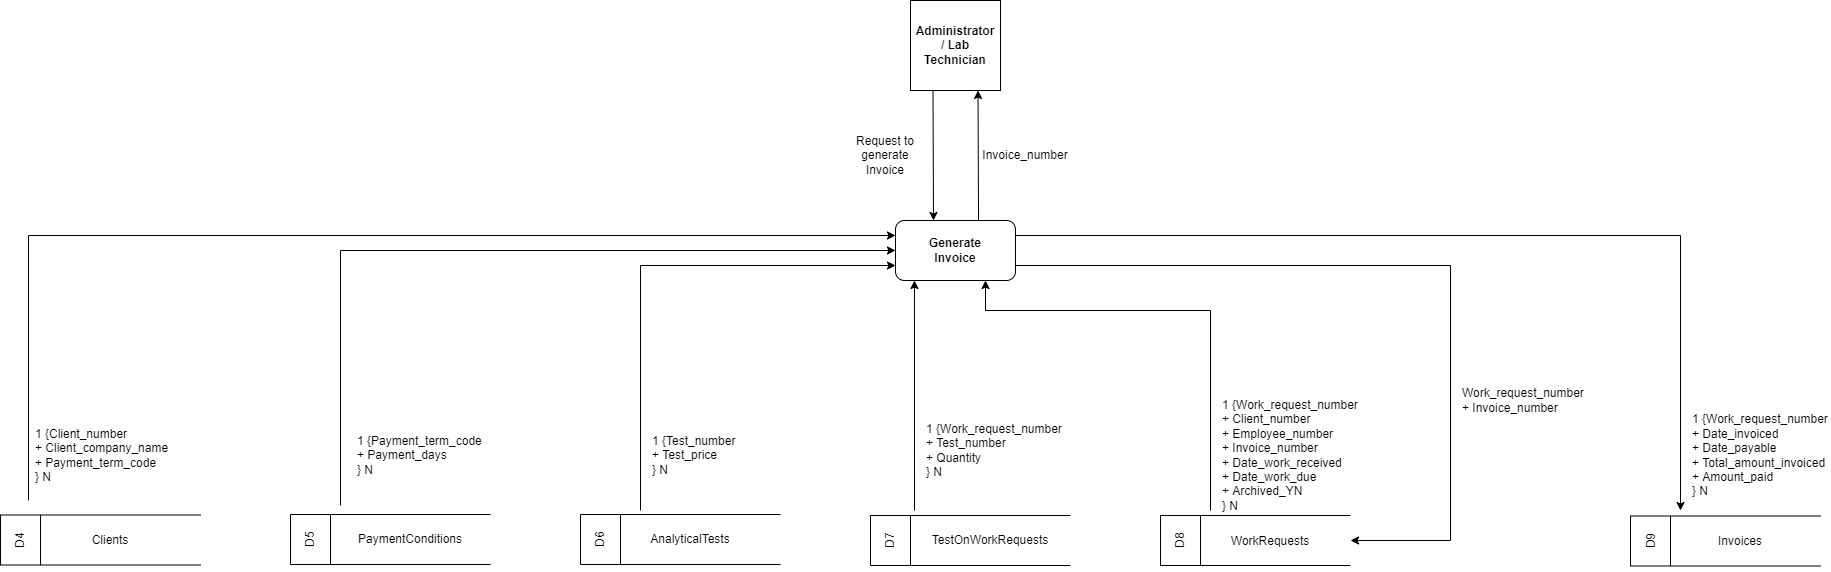 Administrator
/ Lab
Technician
Request to
generate
Invoice
Invoice_number
Generate
Invoice
1 {Client_number
+ Client_company_name
+ Payment_term_code
} N
1 {Payment_term_code
+ Payment_days
} N
1 {Test_number
+ Test_price
} N
1 {Work_request_number
+ Test_number
+ Quantity
} N
1 {Work_request_number
+ Client_number
+ Employee_number
+ Invoice_number
+ Date_work_received
+ Date_work_due
+ Archived_YN
} N
Work_request_number
+ Invoice_number
1 {Work_request_number
+ Date_invoiced
+ Date_payable
+ Total_amount_invoiced
+ Amount_paid
} N
D4
Clients
D5
PaymentConditions
D6
AnalyticalTests
D7
TestOnWorkRequests
D8
WorkRequests
D9
Invoices